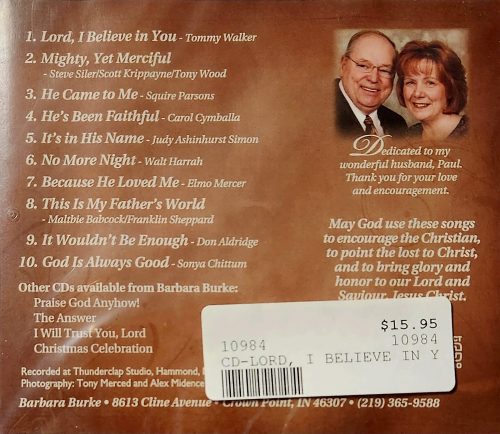 1. Lord, I Believe in You - Tommy Walker
2. Mighty, Yet Merciful
- Steve Siler/Scott Krippayne/Tony Wood
3. He Came to Me - Squire Parsons
4. He's Been Faithful - Carol Cymballa
5. It's in His Name - Judy Ashinhurst Simon
6. No More Night - Walt Harrah
7. Because He Loved Me - Elmo Mercer
8. This Is My Father's World
- Maltbie Babcock/Franklin Sheppard
9. It Wouldn't Be Enough - Don Aldridge
10. God Is Always Good - Sonya Chittum
Other CDs available from Barbara Burke:
Praise God Anyhow!
The Answer
I Will Trust You, Lord
Christmas Celebration
Recorded at Thunderclap Studio, Hammond,
Photography: Tony Merced and Alex Midence
Barbara Burke • 8613 Cline Avenue • Crown Point, IN 46307 • (219) 365-9588
Dedicated to my
wonderful husband, Paul.
Thank you for your love
and encouragement.
May God use these songs
to encourage the Christian,
to point the lost to Christ,
and to bring glory and
honor to our Lord and
Saviour, Jesus Christ.
$15.95
10984 10984
CD-LORD, I BELIEVE IN Y